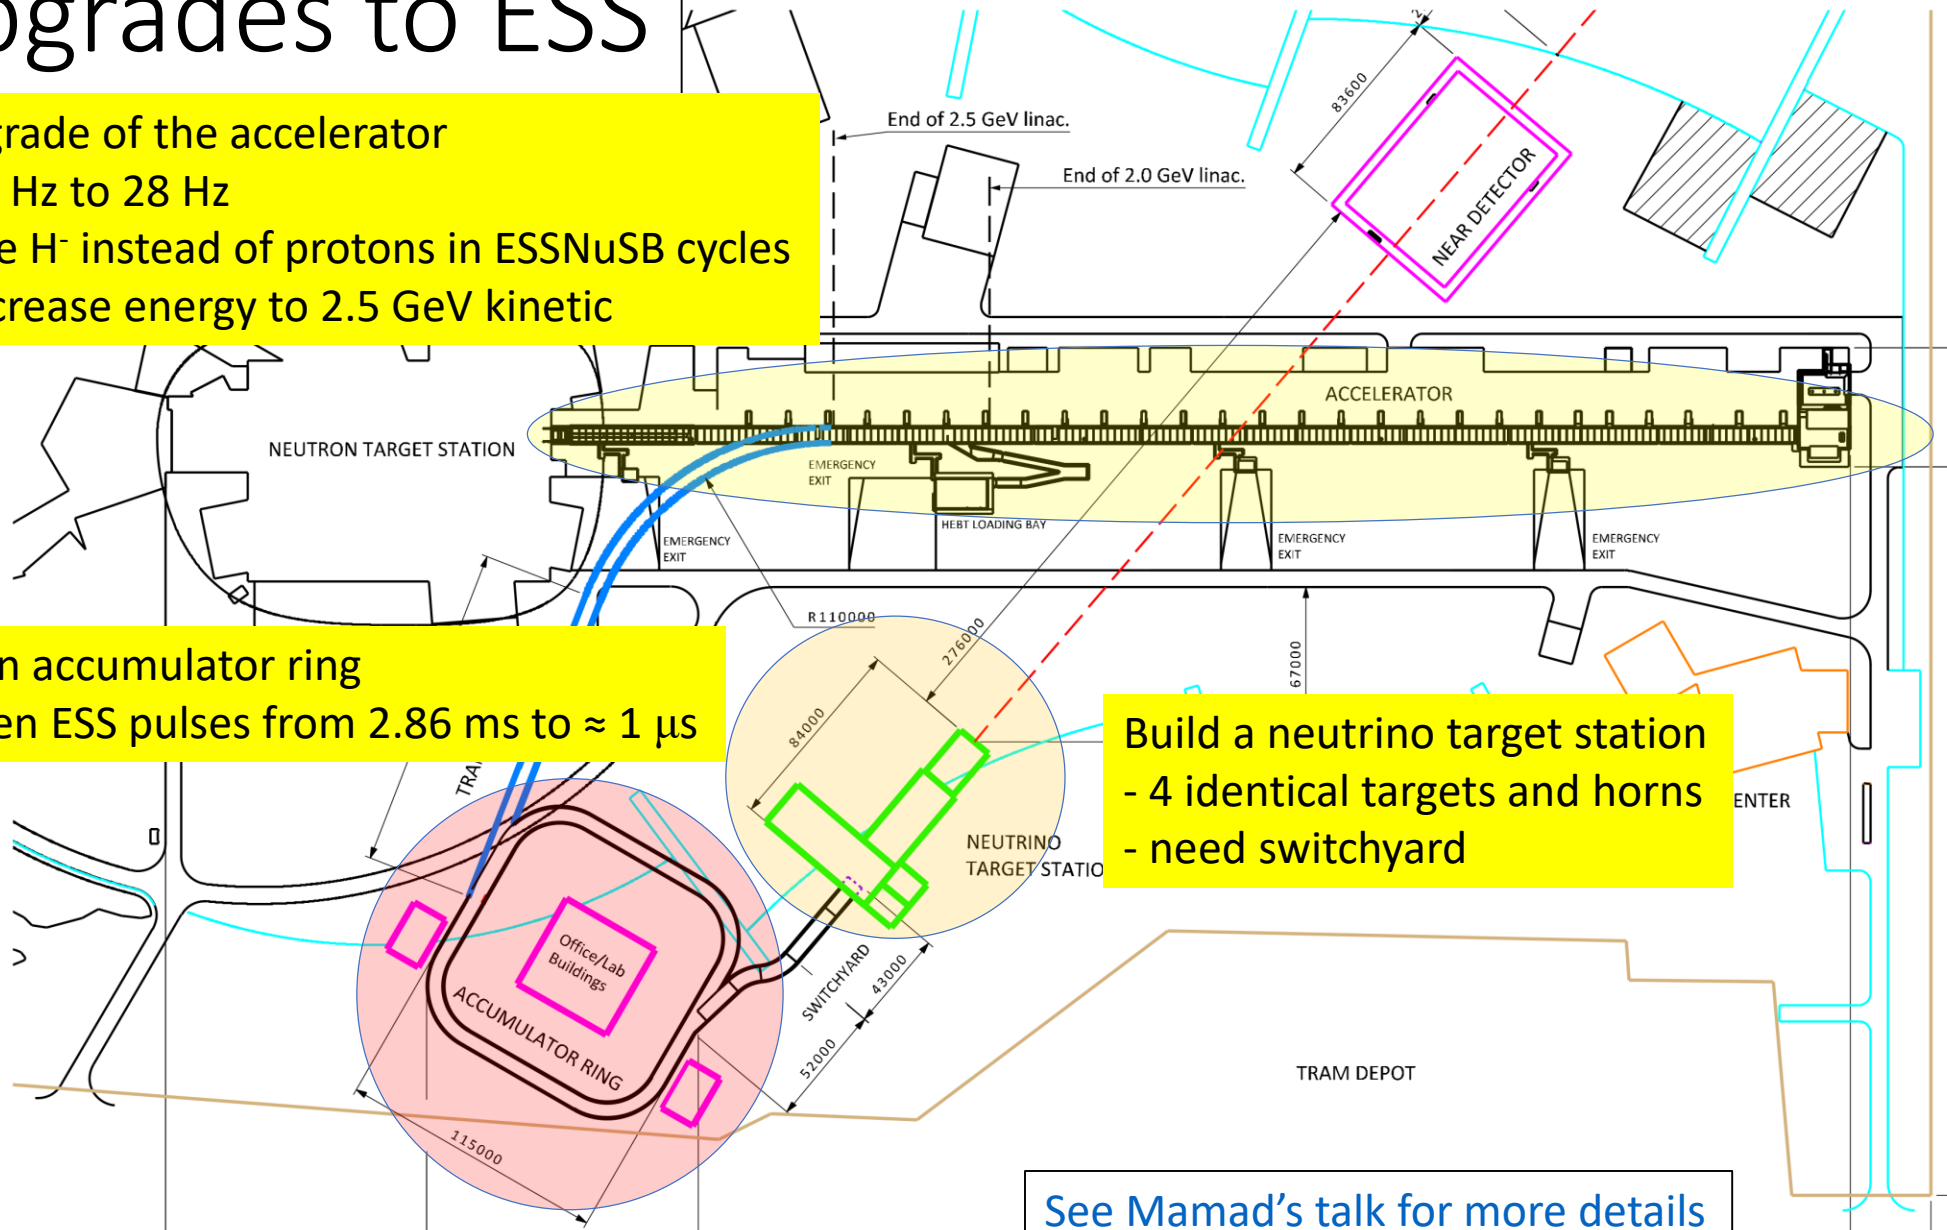 ogrades to ESS
grade of the accelerator
Hz to 28 Hz
e H⁻ instead of protons in ESSNuSB cycles
crease energy to 2.5 GeV kinetic
End of 2.5 GeV linac.
End of 2.0 GeV linac.
83600
NEAR DETECTOR
ACCELERATOR
NEUTRON TARGET STATION
EMERGENCY
EXIT
HEBT LOADING BAY
EMERGENCY
EXIT
EMERGENCY
EXIT
EMERGENCY
EXIT
R110000
276000
67000
n accumulator ring
en ESS pulses from 2.86 ms to ≈ 1 μs
84000
Build a neutrino target station
- 4 identical targets and horns
- need switchyard
ENTER
TRA
NEUTRINO
TARGET STATIO
Office/Lab
Buildings
ACCUMULATOR RING
SWITCHYARD
43000
52000
115000
TRAM DEPOT
See Mamad's talk for more details